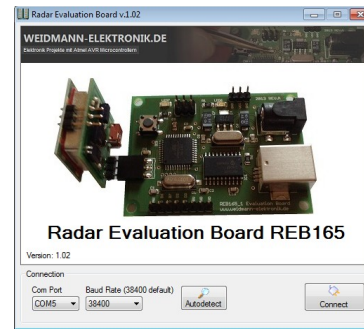 Radar Evaluation Board v.1.02
WEIDMANN-ELEKTRONIK.DE
Elektronik Projekte mit Atmel AVR Microcontrollern
REB165_1
Radar Evaluation Board REB165
Version: 1.02
Connection
Com Port
Baud Rate (38400 default)
COM5
38400
Autodetect
Connect